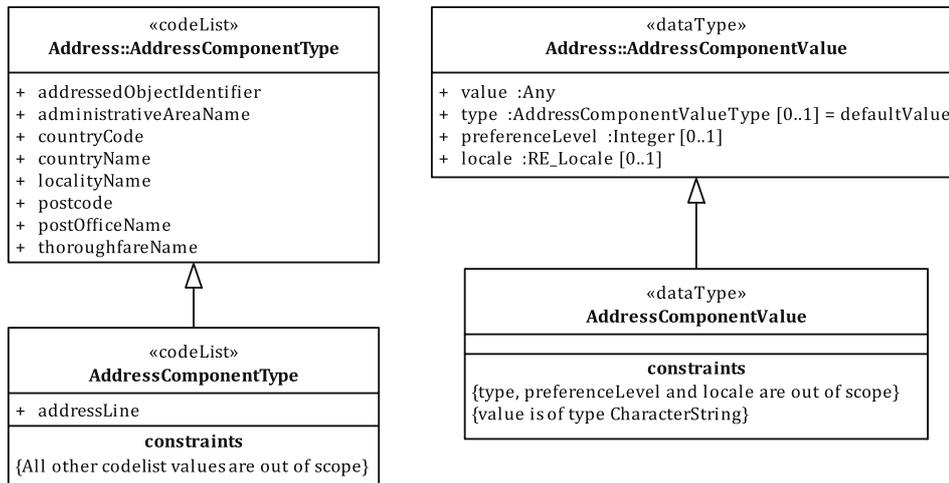 «codeList»
Address::AddressComponentType
+ addressedObjectIdentifier
+ administrativeAreaName
+ countryCode
+ countryName
+ localityName
+ postcode
+ postOfficeName
+ thoroughfareName
«codeList»
AddressComponentType
+ addressLine
constraints
{All other codelist values are out of scope}
«dataType»
Address::AddressComponentValue
+ value :Any
+ type :AddressComponentValueType [0..1] = defaultValue
+ preferenceLevel :Integer [0..1]
+ locale :RE_Locale [0..1]
«dataType»
AddressComponentValue
constraints
{type, preferenceLevel and locale are out of scope}
{value is of type CharacterString}